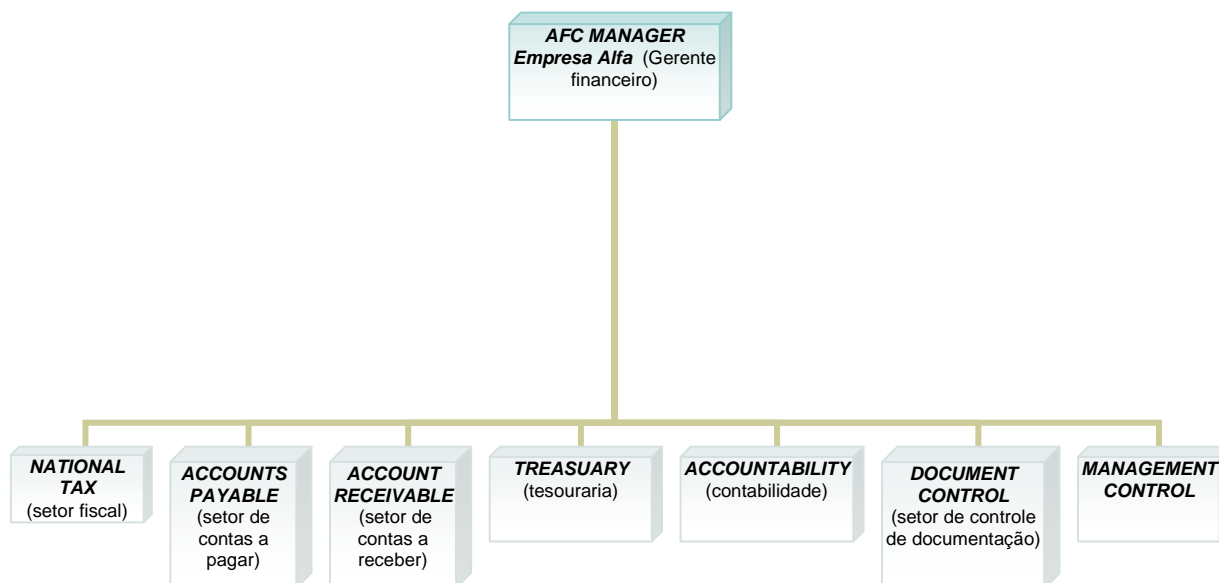 AFC MANAGER
Empresa Alfa (Gerente
financeiro)
NATIONAL
TAX
(setor fiscal)
ACCOUNTS
PAYABLE
(setor de
contas a
pagar)
ACCOUNT
RECEIVABLE
(setor de
contas a
receber)
TREASUARY
(tesouraria)
ACCOUNTABILITY
(contabilidade)
DOCUMENT
CONTROL
(setor de controle
de documentação)
MANAGEMENT
CONTROL